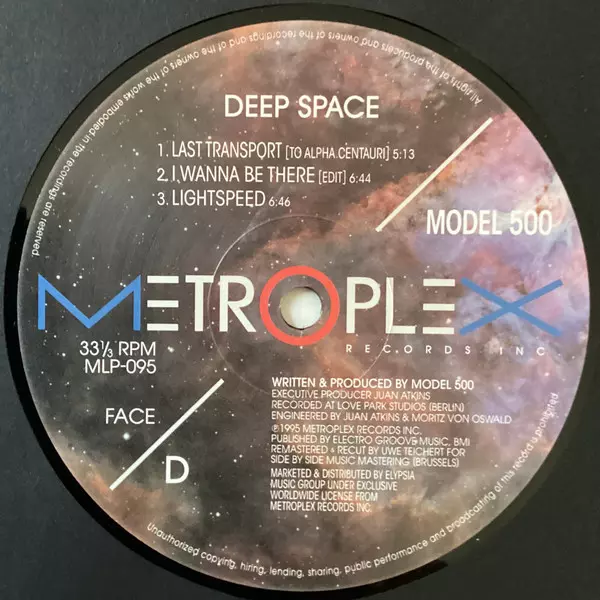 All rights of the producers and of the owners of the works embodied in the recordings are reserved.
DEEP SPACE
1. LAST TRANSPORT [TO ALPHA CENTAURI] 5:13
2. I WANNA BE THERE [EDIT] 6:44
3. LIGHTSPEED 6:46
MODEL 500
METROPLEX
RECORDS INC
33⅓ RPM
MLP-095
FACE
D
WRITTEN & PRODUCED BY MODEL 500
EXECUTIVE PRODUCER JUAN ATKINS
RECORDED AT LOVE PARK STUDIOS (BERLIN)
ENGINEERED BY JUAN ATKINS & MORITZ VON OSWALD
℗1995 METROPLEX RECORDS INC.
PUBLISHED BY ELECTRO GROOVE MUSIC, BMI
REMASTERED & RECUT BY UWE TEICHERT FOR
SIDE BY SIDE MUSIC MASTERING (BRUSSELS)
MARKETED & DISTRIBUTED BY ELYPSIA
MUSIC GROUP UNDER EXCLUSIVE
WORLDWIDE LICENSE FROM
METROPLEX RECORDS INC.
Unauthorized copying, hiring, lending, sharing, public performance and broadcasting of this record is prohibited